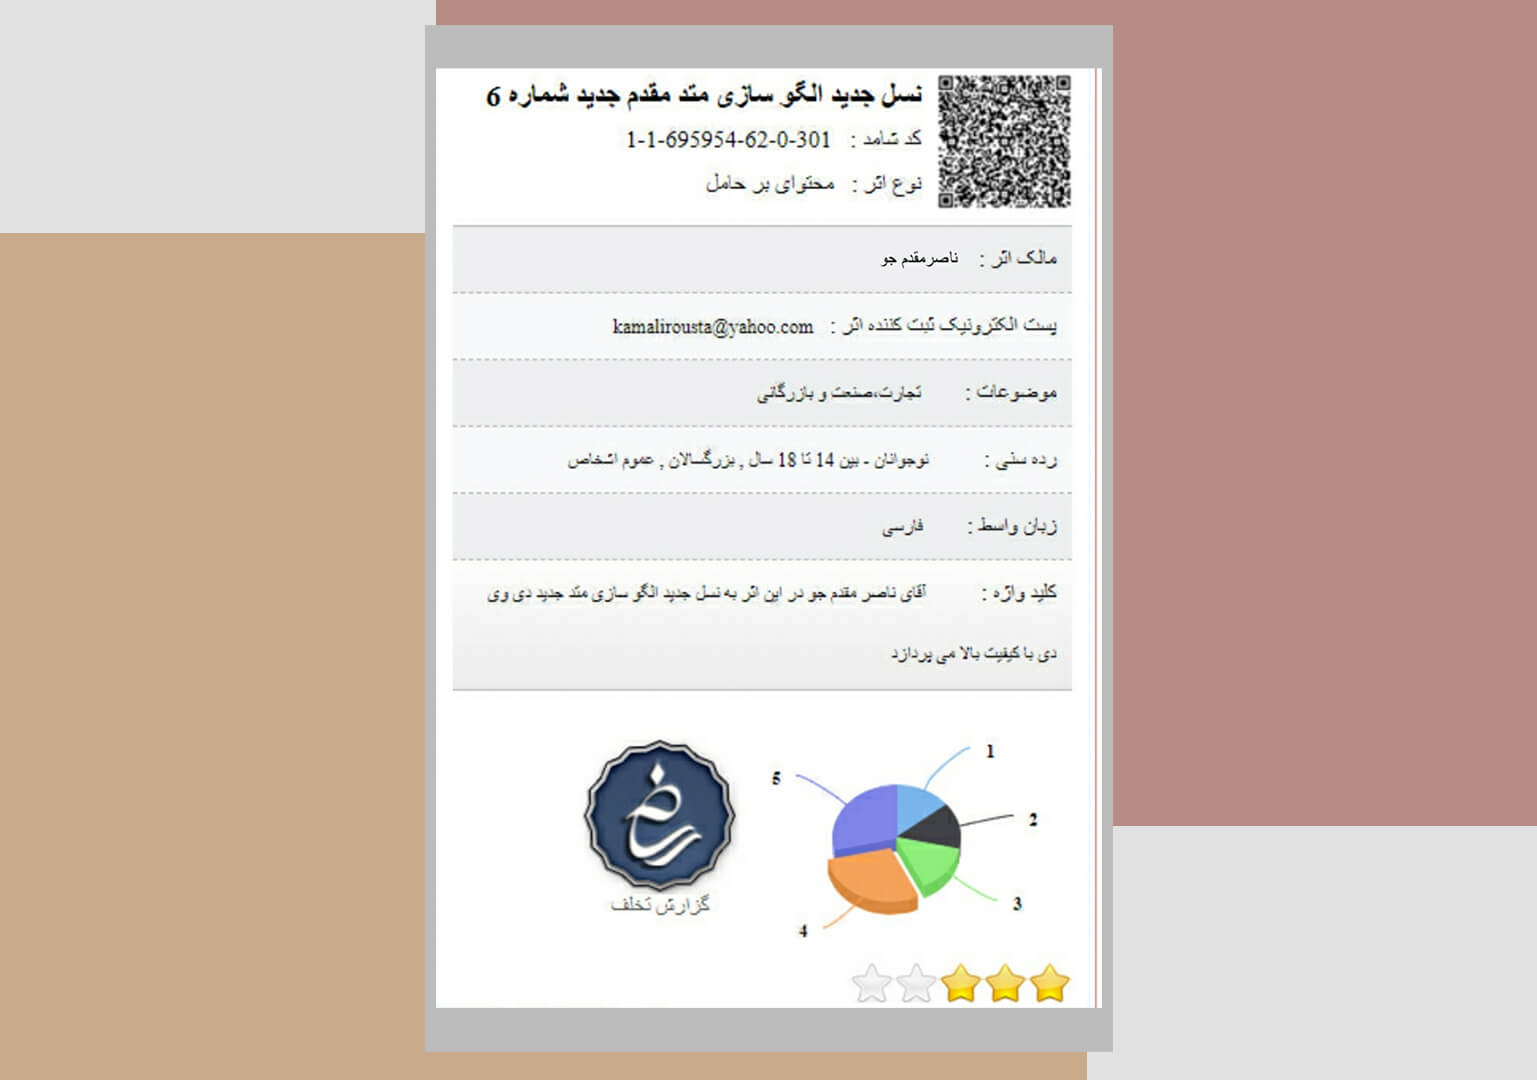 نسل جدید الگو سازی متد مقدم جدید شماره 6
کد شامد : 1-1-695954-62-0-301
نوع اثر : محتوای بر حامل
مالک اثر : ناصرمقدم جو
پست الکترونیک ثبت کننده اثر : kamalirousta@yahoo.com
موضوعات : تجارت،صنعت و بازرگانی
رده سنی : نوجوانان - بین 14 تا 18 سال , بزرگسالان , عموم اشخاص
زبان واسط : فارسی
کلید واژه : آقای ناصر مقدم جو در این اثر به نسل جدید الگو سازی متد جدید دی وی
دی با کیفیت بالا می پردازد
1
5
2
3
گزارش تخلف
4